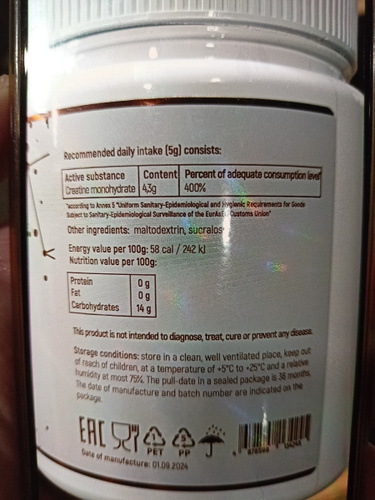 Recommended daily intake (5g) consists:
Active substance Content Percent of adequate consumption level*
Creatine monohydrate 4,3g 400%
*according to Annex 5 "Uniform Sanitary-Epidemiological and Hygienic Requirements for Goods
Subject to Sanitary-Epidemiological Surveillance of the EurAsEC Customs Union"
Other ingredients: maltodextrin, sucralose
Energy value per 100g: 58 cal / 242 kJ
Nutrition value per 100g:
Protein 0 g
Fat 0 g
Carbohydrates 14 g
This product is not intended to diagnose, treat, cure or prevent any disease.
Storage conditions: store in a clean, well ventilated place, keep out
of reach of children, at a temperature of +5°C to +25°C and a relative
humidity at most 75%. The pull-date in a sealed package is 36 months.
The date of manufacture and batch number are indicated on the
package.
EAC
PET PP
Date of manufacture: 01.09.2024